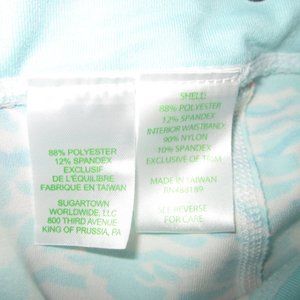 88% POLYESTER
12% SPANDEX
EXCLUSIF
DE L'ÉQUILIBRE
FABRIQUE EN TAIWAN
SUGARTOWN
WORLDWIDE, LLC
800 THIRD AVENUE
KING OF PRUSSIA, PA
SHELL:
88% POLYESTER
12% SPANDEX
INTERIOR WAISTBAND:
90% NYLON
10% SPANDEX
EXCLUSIVE OF TRIM
MADE IN TAIWAN
SEE REVERSE
FOR CARE